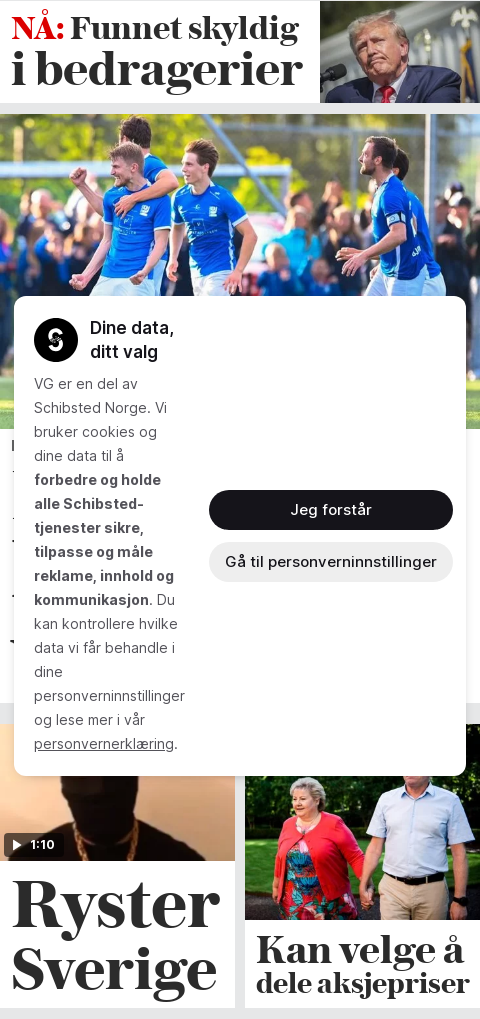 NÅ: Funnet skyldig
i bedragerier
Dine data,
ditt valg
VG er en del av
Schibsted Norge. Vi
bruker cookies og
dine data til å
forbedre og holde
alle Schibsted-
tjenester sikre,
tilpasse og måle
reklame, innhold og
kommunikasjon. Du
kan kontrollere hvilke
data vi får behandle i
dine
personverninnstillinger
og lese mer i vår
personvernerklæring.
Jeg forstår
Gå til personverninnstillinger
1:10
Ryster
Sverige
Kan velge å
dele aksjepriser